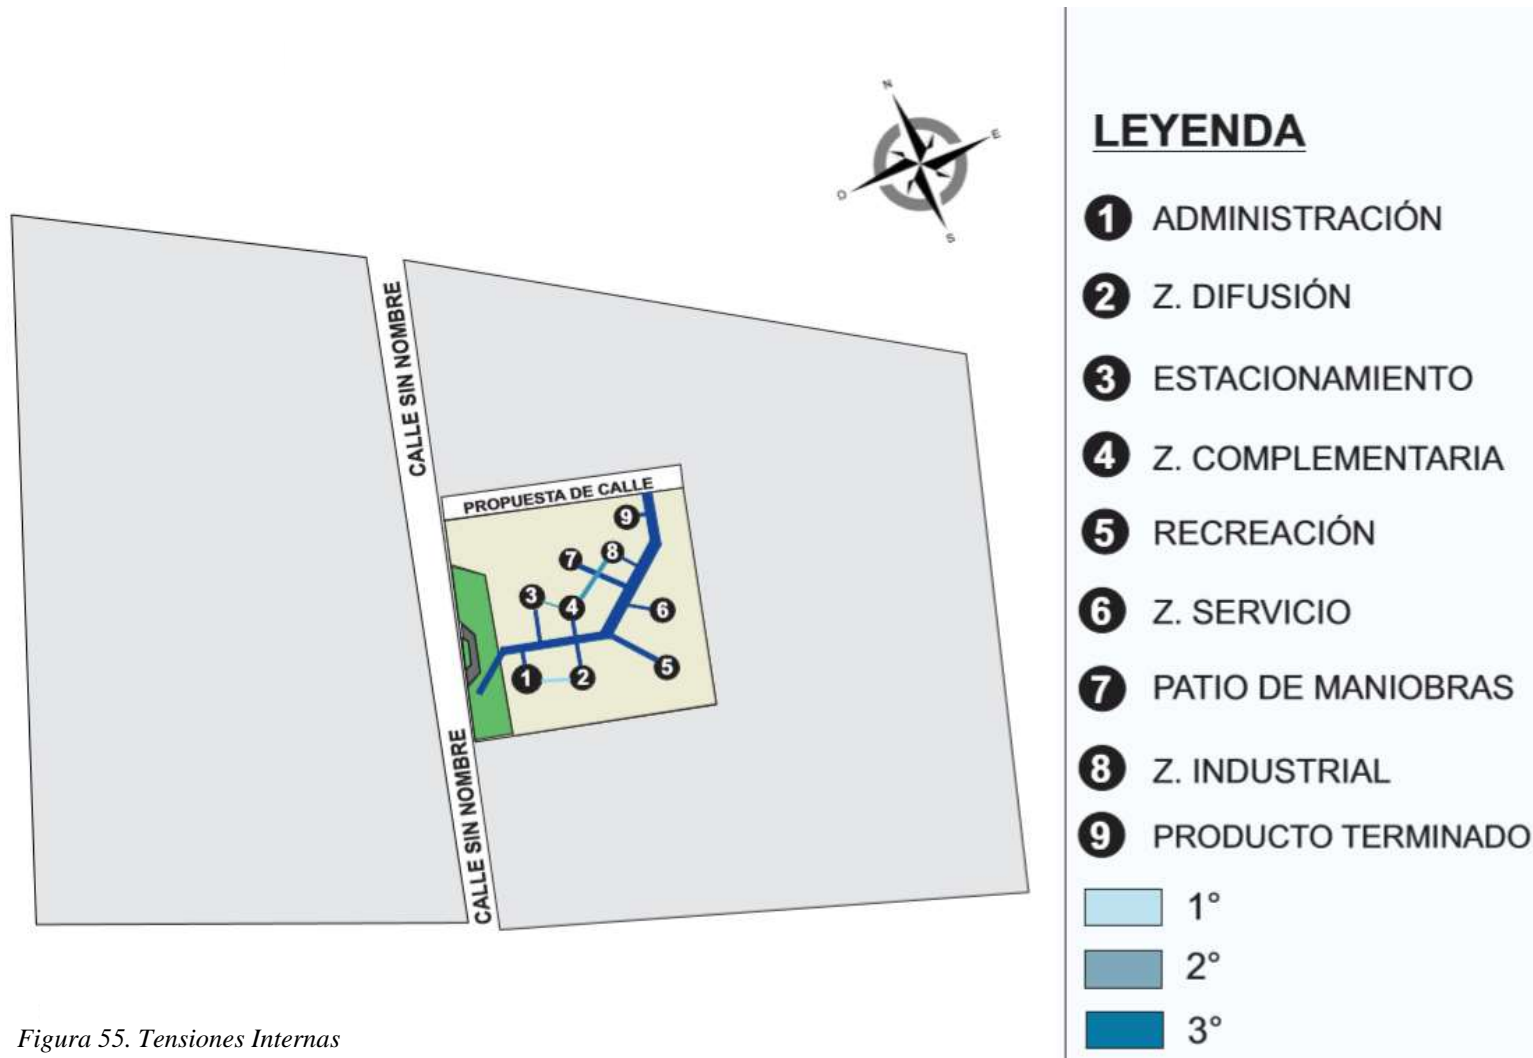 N
E
O
S
CALLE SIN NOMBRE
PROPUESTA DE CALLE
9
8
7
3
4
6
5
1
2
CALLE SIN NOMBRE
Figura 55. Tensiones Internas
LEYENDA
1 ADMINISTRACIÓN
2 Z. DIFUSIÓN
3 ESTACIONAMIENTO
4 Z. COMPLEMENTARIA
5 RECREACIÓN
6 Z. SERVICIO
7 PATIO DE MANIOBRAS
8 Z. INDUSTRIAL
9 PRODUCTO TERMINADO
1°
2°
3°